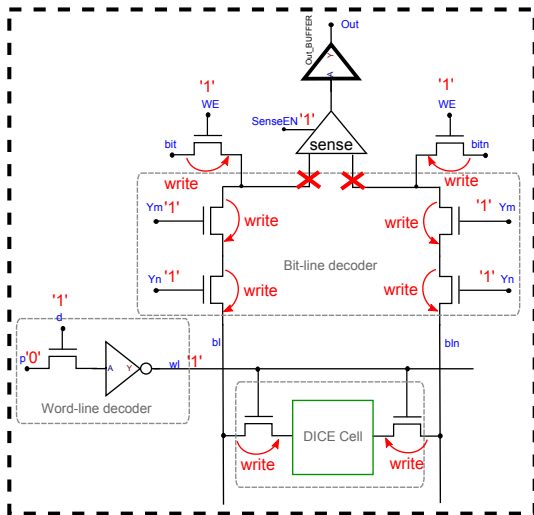 Out
Out_BUFFER
Y
A
'1'
WE
SenseEN '1'
'1'
WE
bit
sense
bitn
write
write
Ym '1'
write
write
'1' Ym
Bit-line decoder
Yn '1'
write
write
'1' Yn
'1'
d
bl
bln
p '0'
A
Y
wl '1'
Word-line decoder
DICE Cell
write
write